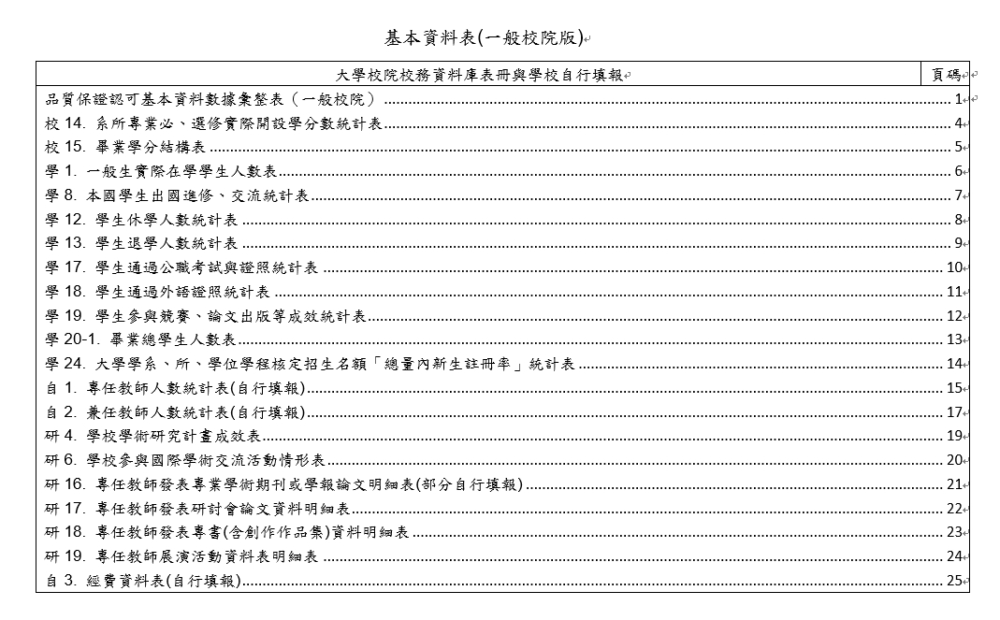 基本資料表(一般校院版)
大學校院校務資料庫表冊與學校自行填報 頁碼
品質保證認可基本資料數據彙整表（一般校院） 1
校 14. 系所專業必、選修實際開設學分數統計表 4
校 15. 畢業學分結構表 5
學 1. 一般生實際在學學生人數表 6
學 8. 本國學生出國進修、交流統計表 7
學 12. 學生休學人數統計表 8
學 13. 學生退學人數統計表 9
學 17. 學生通過公職考試與證照統計表 10
學 18. 學生通過外語證照統計表 11
學 19. 學生參與競賽、論文出版等成效統計表 12
學 20-1. 畢業總學生人數表 13
學 24. 大學學系、所、學位學程核定招生名額「總量內新生註冊率」統計表 14
自 1. 專任教師人數統計表(自行填報) 15
自 2. 兼任教師人數統計表(自行填報) 17
研 4. 學校學術研究計畫成效表 19
研 6. 學校參與國際學術交流活動情形表 20
研 16. 專任教師發表專業學術期刊或學報論文明細表(部分自行填報) 21
研 17. 專任教師發表研討會論文資料明細表 22
研 18. 專任教師發表專書(含創作作品集)資料明細表 23
研 19. 專任教師展演活動資料表明細表 24
自 3. 經費資料表(自行填報) 25